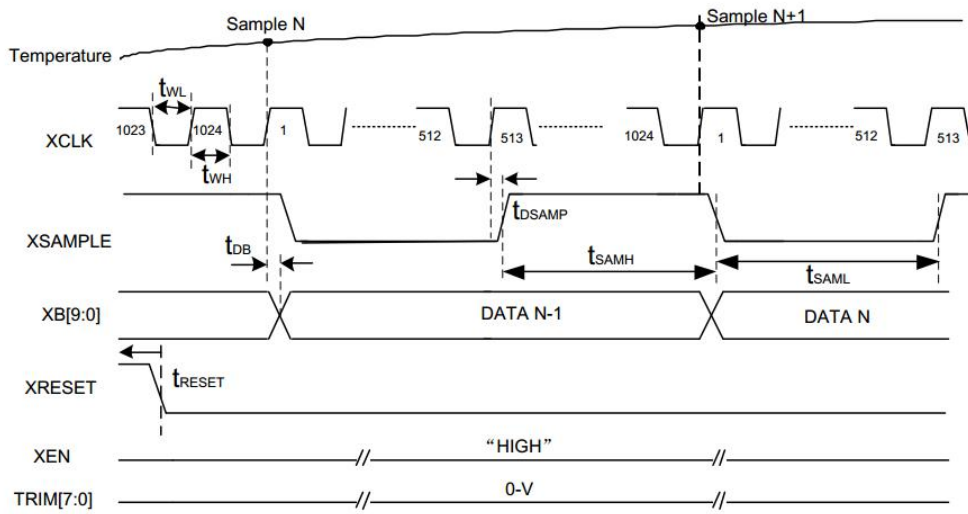 Sample N
Sample N+1
Temperature
tWL
XCLK
1023
1024
1
512
513
1024
1
512
513
tWH
tDSAMP
XSAMPLE
tDB
tSAMH
tSAML
XB[9:0]
DATA N-1
DATA N
XRESET
tRESET
XEN
“HIGH”
TRIM[7:0]
0-V